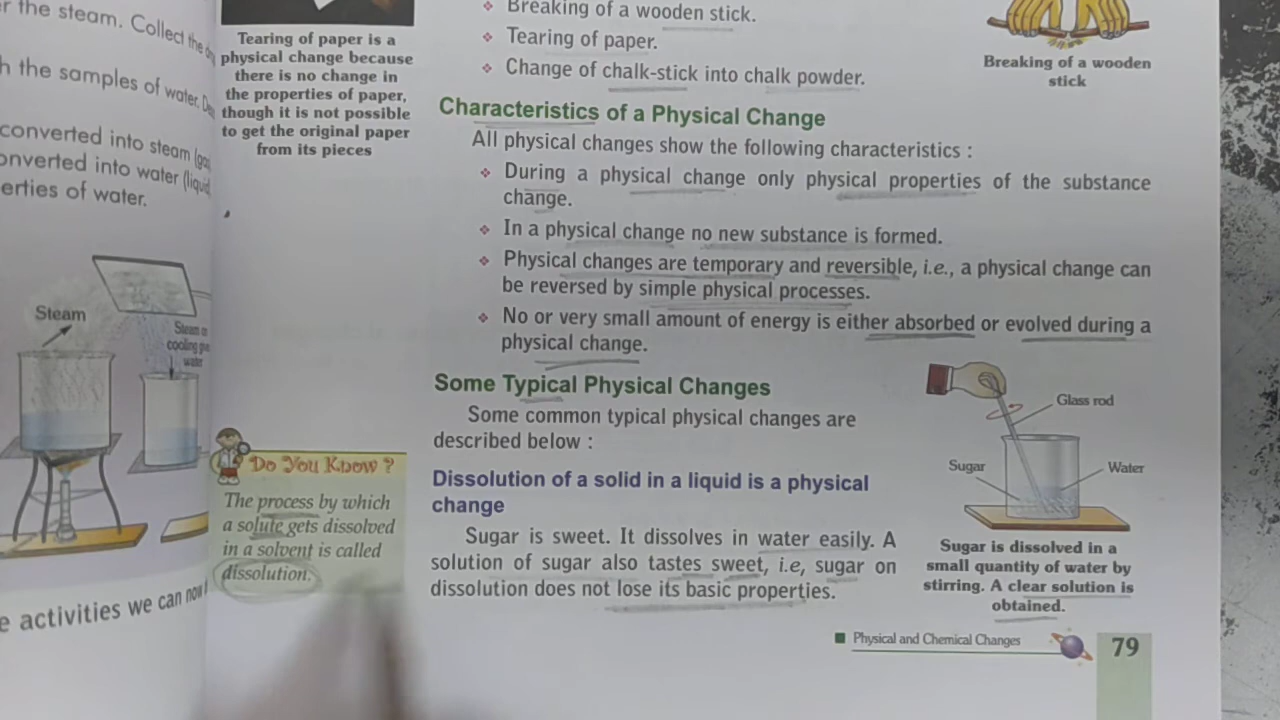 r the steam. Collect the
h the samples of water.
converted into steam
onverted into water
erties of water.
Steam
cooling
water
e activities we can now
Tearing of paper is a
physical change because
there is no change in
the properties of paper,
though it is not possible
to get the original paper
from its pieces
Do You Know ?
The process by which
a solute gets dissolved
in a solvent is called
dissolution.
Breaking of a wooden stick.
Tearing of paper.
Change of chalk-stick into chalk powder.
Breaking of a wooden
stick
Characteristics of a Physical Change
All physical changes show the following characteristics :
During a physical change only physical properties of the substance
change.
In a physical change no new substance is formed.
Physical changes are temporary and reversible, i.e., a physical change can
be reversed by simple physical processes.
No or very small amount of energy is either absorbed or evolved during a
physical change.
Some Typical Physical Changes
Some common typical physical changes are
described below :
Dissolution of a solid in a liquid is a physical
change
Sugar is sweet. It dissolves in water easily. A
solution of sugar also tastes sweet, i.e, sugar on
dissolution does not lose its basic properties.
Glass rod
Sugar
Water
Sugar is dissolved in a
small quantity of water by
stirring. A clear solution is
obtained.
Physical and Chemical Changes
79